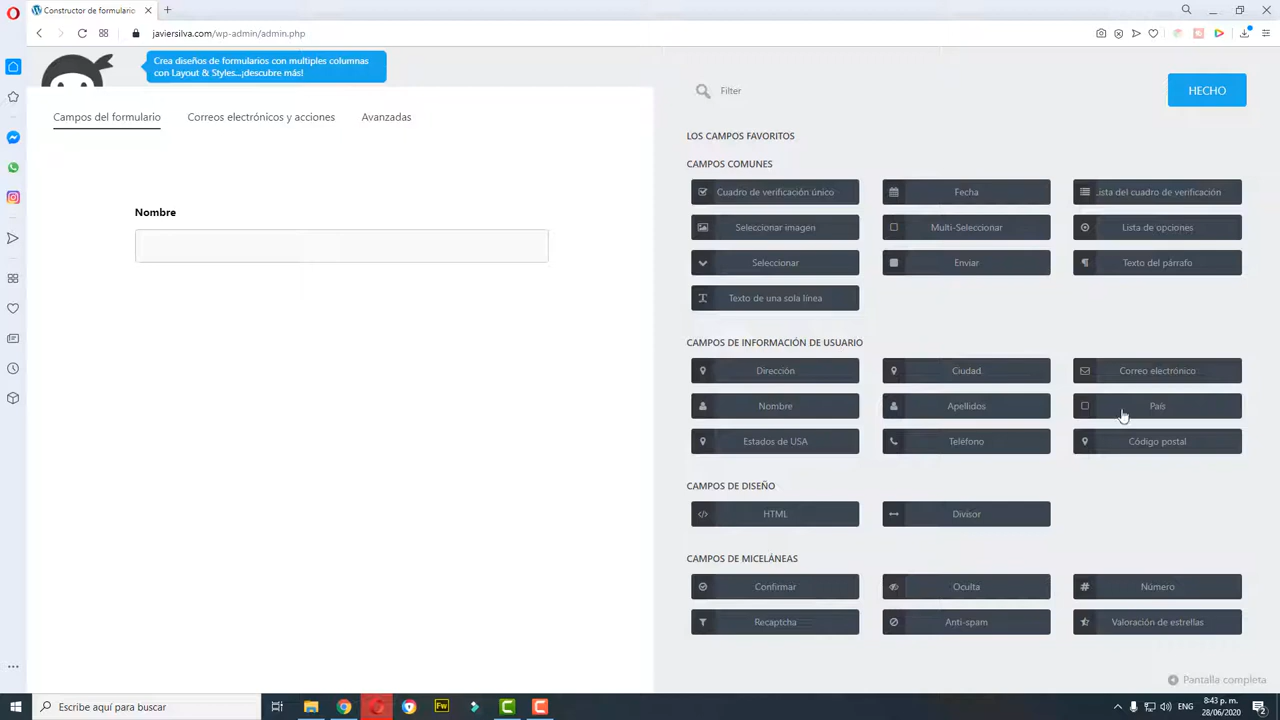 Constructor de formulario
javiersilva.com/wp-admin/admin.php
Crea diseños de formularios con multiples columnas
con Layout & Styles...¡descubre más!
Filter
HECHO
Campos del formulario
Correos electrónicos y acciones
Avanzadas
LOS CAMPOS FAVORITOS
CAMPOS COMUNES
Cuadro de verificación único
Fecha
Lista del cuadro de verificación
Seleccionar imagen
Multi-Seleccionar
Lista de opciones
Seleccionar
Enviar
Texto del párrafo
Texto de una sola línea
Nombre
CAMPOS DE INFORMACIÓN DE USUARIO
Dirección
Ciudad
Correo electrónico
Nombre
Apellidos
País
Estados de USA
Teléfono
Código postal
CAMPOS DE DISEÑO
HTML
Divisor
CAMPOS DE MICELÁNEAS
Confirmar
Oculta
Número
Recaptcha
Anti-spam
Valoración de estrellas
Pantalla completa
Escribe aquí para buscar
Fw
ENG
8:43 p. m.
28/06/2020
2